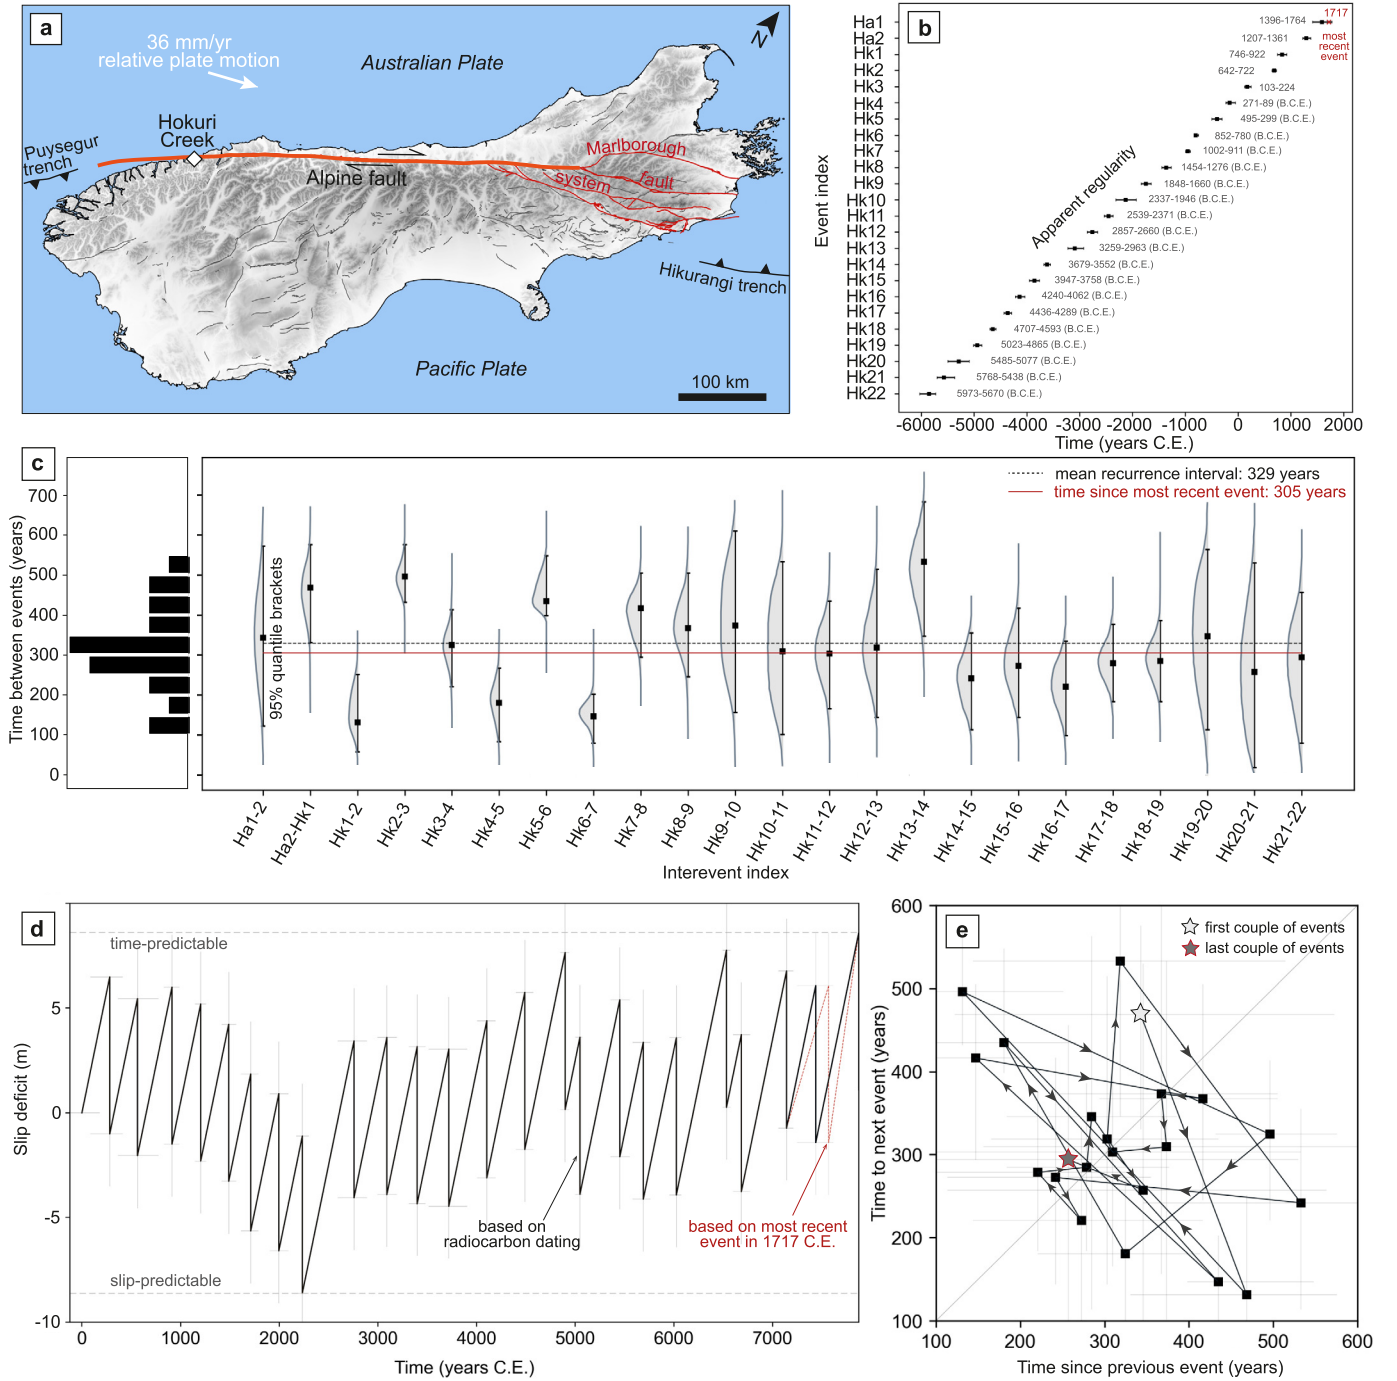 a
36 mm/yr
relative plate motion
Australian Plate
N
Hokuri
Creek
Puysegur
trench
Alpine fault
Marlborough
fault
system
Hikurangi trench
Pacific Plate
100 km
b
Event index
Ha1
Ha2
Hk1
Hk2
Hk3
Hk4
Hk5
Hk6
Hk7
Hk8
Hk9
Hk10
Hk11
Hk12
Hk13
Hk14
Hk15
Hk16
Hk17
Hk18
Hk19
Hk20
Hk21
Hk22
1396-1764
1717
most
recent
event
1207-1361
746-922
642-722
103-224
271-89 (B.C.E.)
495-299 (B.C.E.)
852-780 (B.C.E.)
1002-911 (B.C.E.)
1454-1276 (B.C.E.)
1848-1660 (B.C.E.)
2337-1946 (B.C.E.)
2539-2371 (B.C.E.)
2857-2660 (B.C.E.)
3259-2963 (B.C.E.)
3679-3552 (B.C.E.)
3947-3758 (B.C.E.)
4240-4062 (B.C.E.)
4436-4289 (B.C.E.)
4707-4593 (B.C.E.)
5023-4865 (B.C.E.)
5485-5077 (B.C.E.)
5768-5438 (B.C.E.)
5973-5670 (B.C.E.)
Apparent regularity
-6000 -5000 -4000 -3000 -2000 -1000 0 1000 2000
Time (years C.E.)
c
Time between events (years)
700
600
500
400
300
200
100
0
mean recurrence interval: 329 years
time since most recent event: 305 years
95% quantile brackets
Ha1-2
Ha2-Hk1
Hk1-2
Hk2-3
Hk3-4
Hk4-5
Hk5-6
Hk6-7
Hk7-8
Hk8-9
Hk9-10
Hk10-11
Hk11-12
Hk12-13
Hk13-14
Hk14-15
Hk15-16
Hk16-17
Hk17-18
Hk18-19
Hk19-20
Hk20-21
Hk21-22
Interevent index
d
Slip deficit (m)
5
0
-5
-10
time-predictable
slip-predictable
based on
radiocarbon dating
based on most recent
event in 1717 C.E.
0 1000 2000 3000 4000 5000 6000 7000
Time (years C.E.)
e
first couple of events
last couple of events
Time to next event (years)
600
500
400
300
200
100
100 200 300 400 500 600
Time since previous event (years)